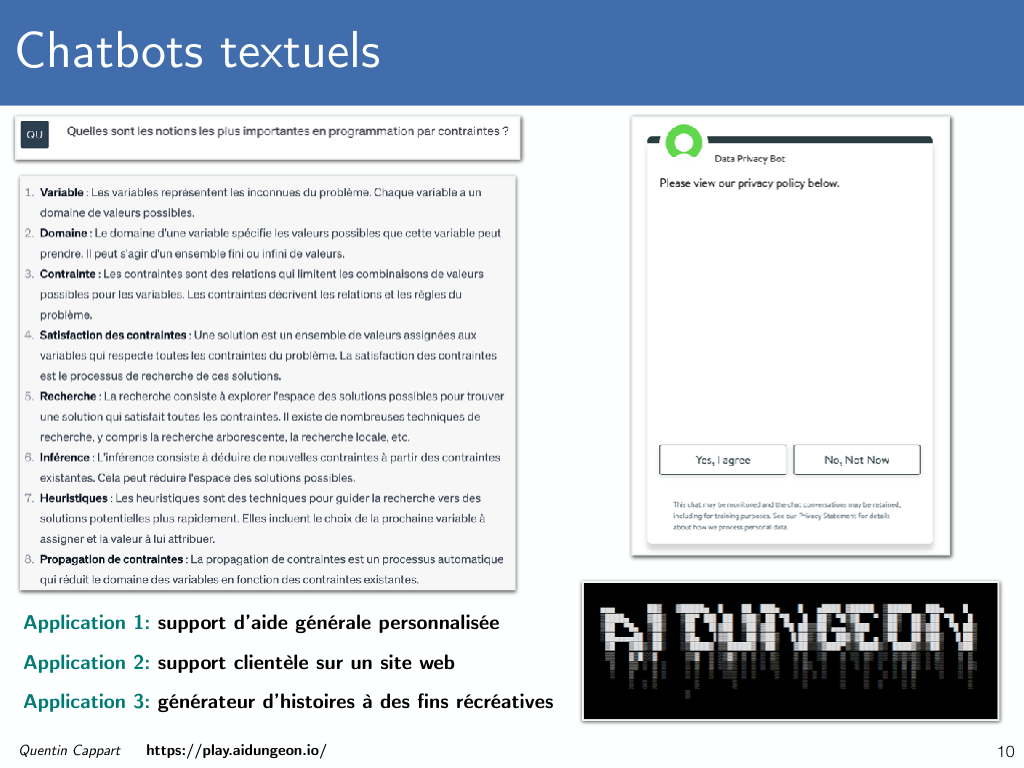 Chatbots textuels
QU
Quelles sont les notions les plus importantes en programmation par contraintes ?
1. Variable : Les variables représentent les inconnues du problème. Chaque variable a un
domaine de valeurs possibles.
2. Domaine : Le domaine d'une variable spécifie les valeurs possibles que cette variable peut
prendre. Il peut s'agir d'un ensemble fini ou infini de valeurs.
3. Contrainte : Les contraintes sont des relations qui limitent les combinaisons de valeurs
possibles pour les variables. Les contraintes décrivent les relations et les règles du
problème.
4. Satisfaction des contraintes : Une solution est un ensemble de valeurs assignées aux
variables qui respecte toutes les contraintes du problème. La satisfaction des contraintes
est le processus de recherche de ces solutions.
5. Recherche : La recherche consiste à explorer l'espace des solutions possibles pour trouver
une solution qui satisfait toutes les contraintes. Il existe de nombreuses techniques de
recherche, y compris la recherche arborescente, la recherche locale, etc.
6. Inférence : L'inférence consiste à déduire de nouvelles contraintes à partir des contraintes
existantes. Cela peut réduire l'espace des solutions possibles.
7. Heuristiques : Les heuristiques sont des techniques pour guider la recherche vers des
solutions potentielles plus rapidement. Elles incluent le choix de la prochaine variable à
assigner et la valeur à lui attribuer.
8. Propagation de contraintes : La propagation de contraintes est un processus automatique
qui réduit le domaine des variables en fonction des contraintes existantes.
Data Privacy Bot
Please view our privacy policy below.
Yes, I agree
No, Not Now
This chat may be monitored and the chat conversations may be retained,
including for training purposes. See our Privacy Statement for details
about how we process personal data.
AI DUNGEON
Application 1: support d'aide générale personnalisée
Application 2: support clientèle sur un site web
Application 3: générateur d'histoires à des fins récréatives
Quentin Cappart
https://play.aidungeon.io/
10